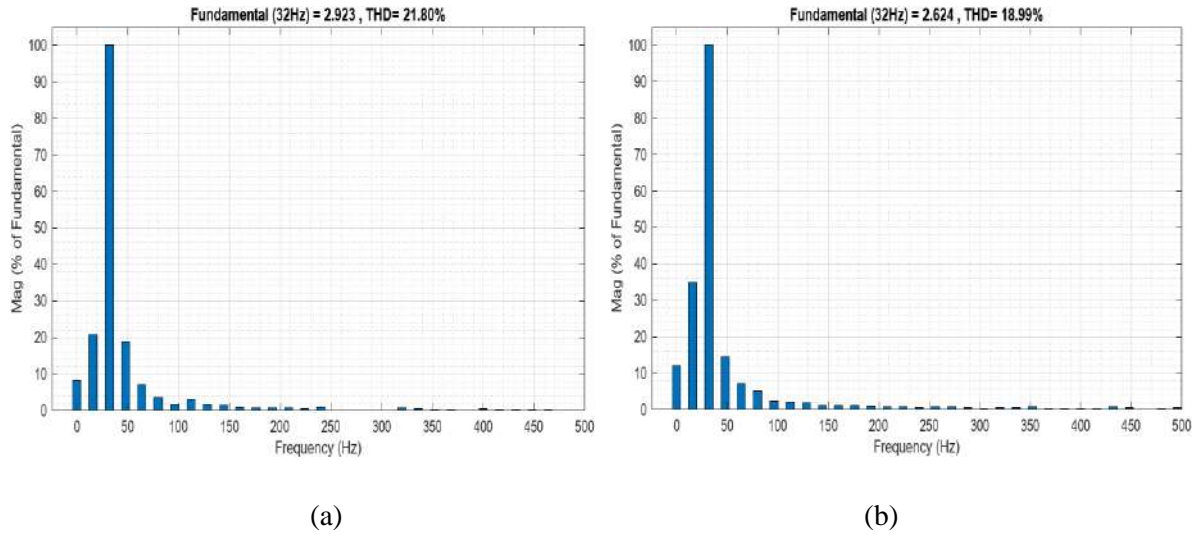 Fundamental (32Hz) = 2.923 , THD= 21.80%
100
90
80
70
60
50
40
30
20
10
0
Mag (% of Fundamental)
0 50 100 150 200 250 300 350 400 450 500
Frequency (Hz)
(a)
Fundamental (32Hz) = 2.624 , THD= 18.99%
100
90
80
70
60
50
40
30
20
10
0
Mag (% of Fundamental)
0 50 100 150 200 250 300 350 400 450 500
Frequency (Hz)
(b)